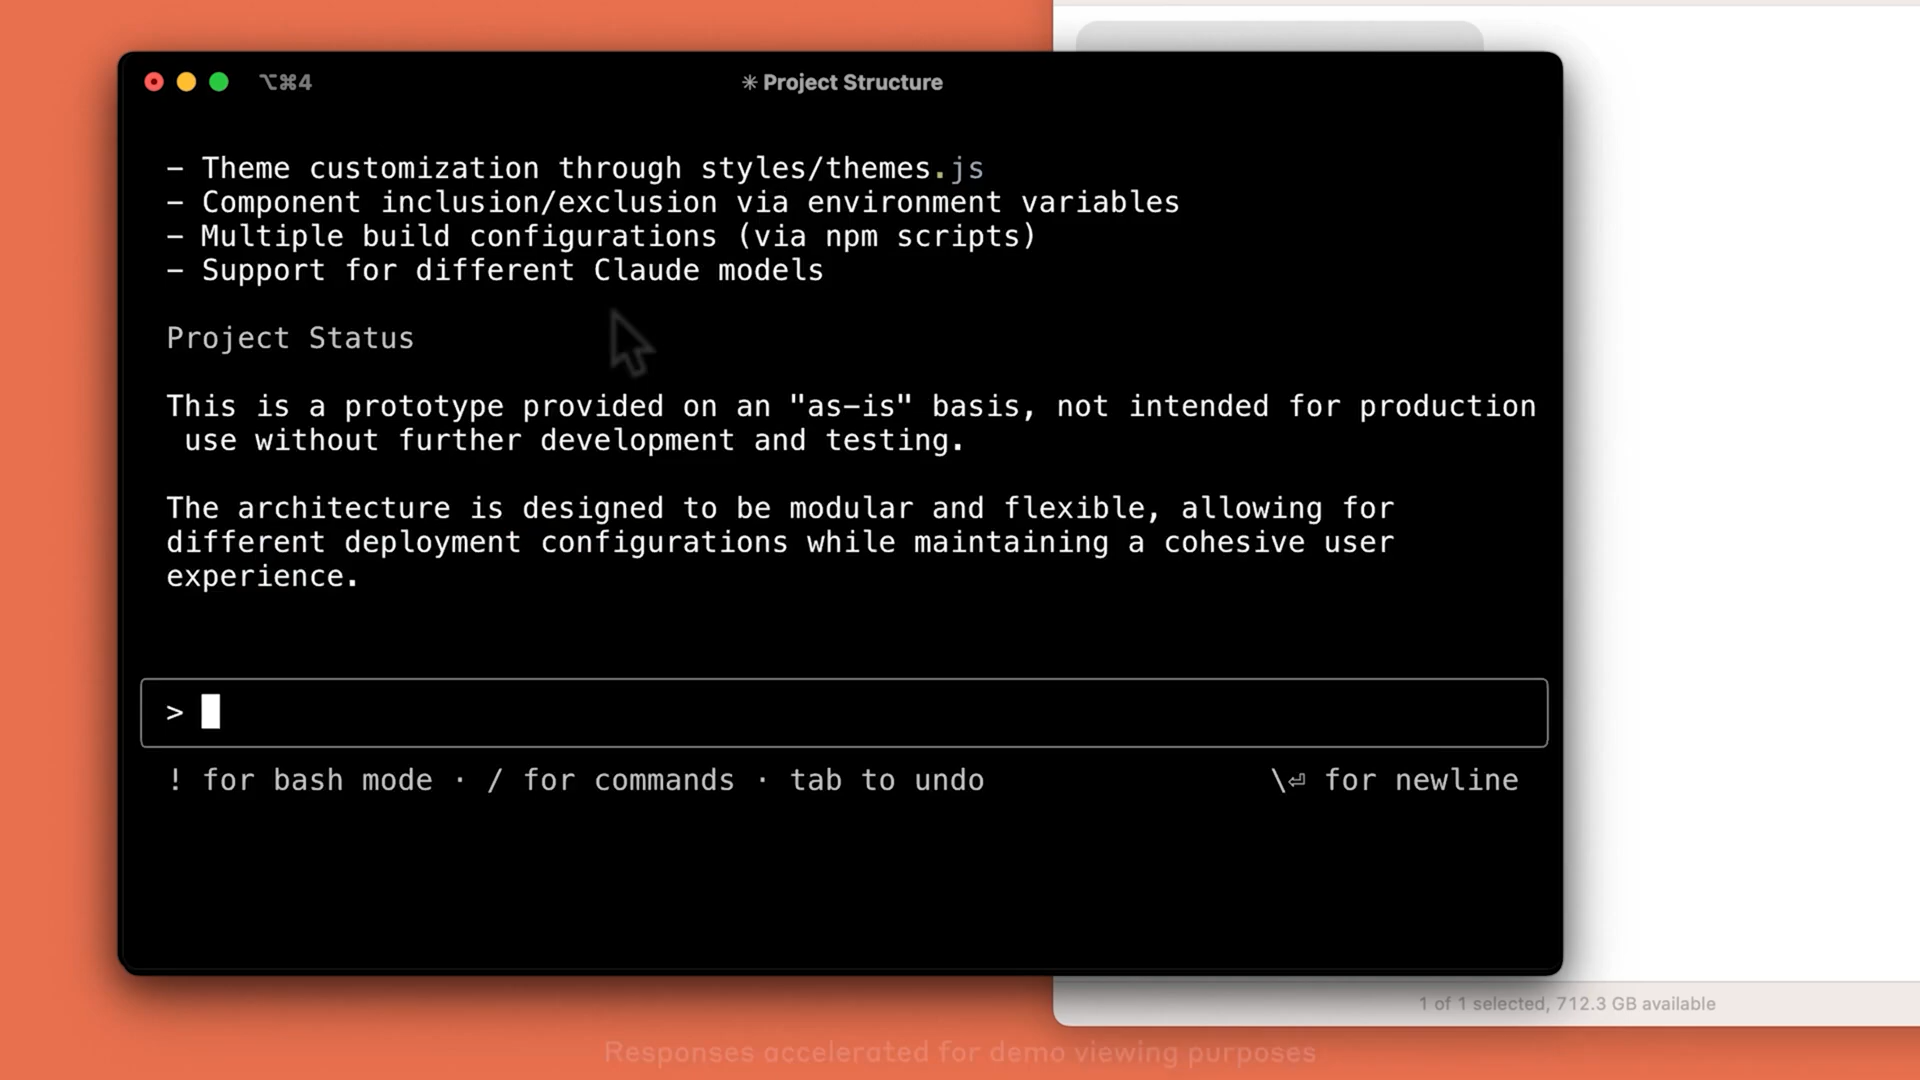 ⌥⌘4
✳ Project Structure
– Theme customization through styles/themes.js
– Component inclusion/exclusion via environment variables
– Multiple build configurations (via npm scripts)
– Support for different Claude models
Project Status
This is a prototype provided on an "as-is" basis, not intended for production
use without further development and testing.
The architecture is designed to be modular and flexible, allowing for
different deployment configurations while maintaining a cohesive user
experience.
>
! for bash mode · / for commands · tab to undo
\⏎ for newline
1 of 1 selected, 712.3 GB available
Responses accelerated for demo viewing purposes